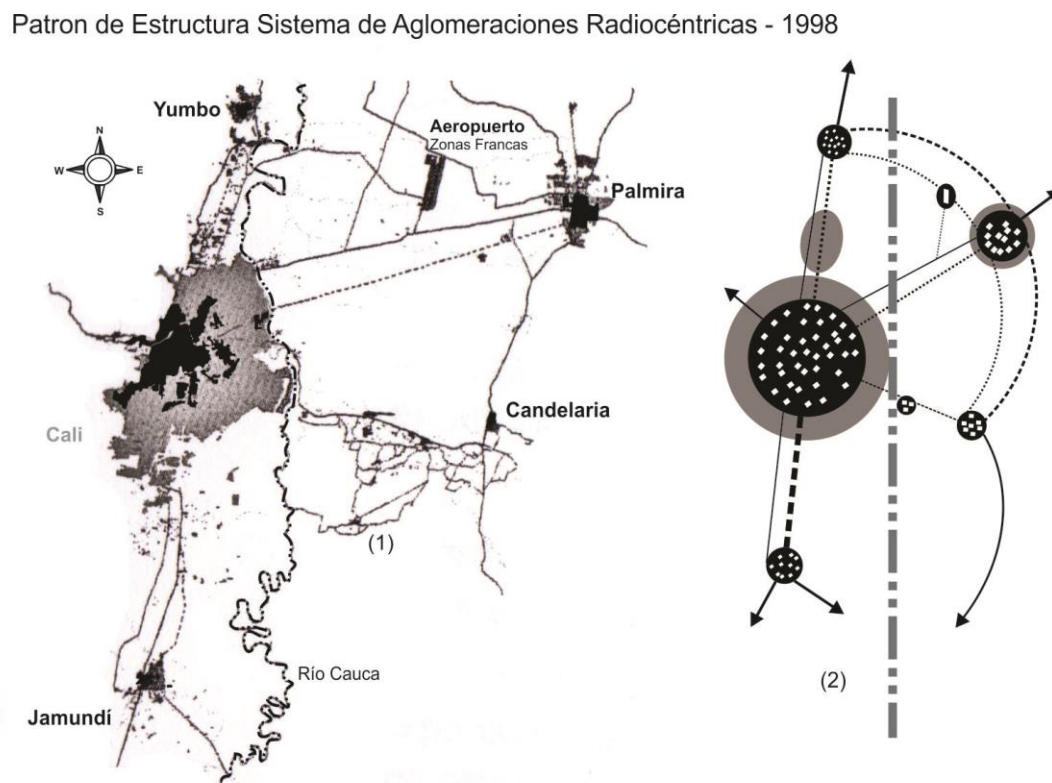 Patron de Estructura Sistema de Aglomeraciones Radiocéntricas - 1998
Yumbo
N
W
E
S
Aeropuerto
Zonas Francas
Palmira
Cali
Candelaria
(1)
Río Cauca
Jamundí
(2)